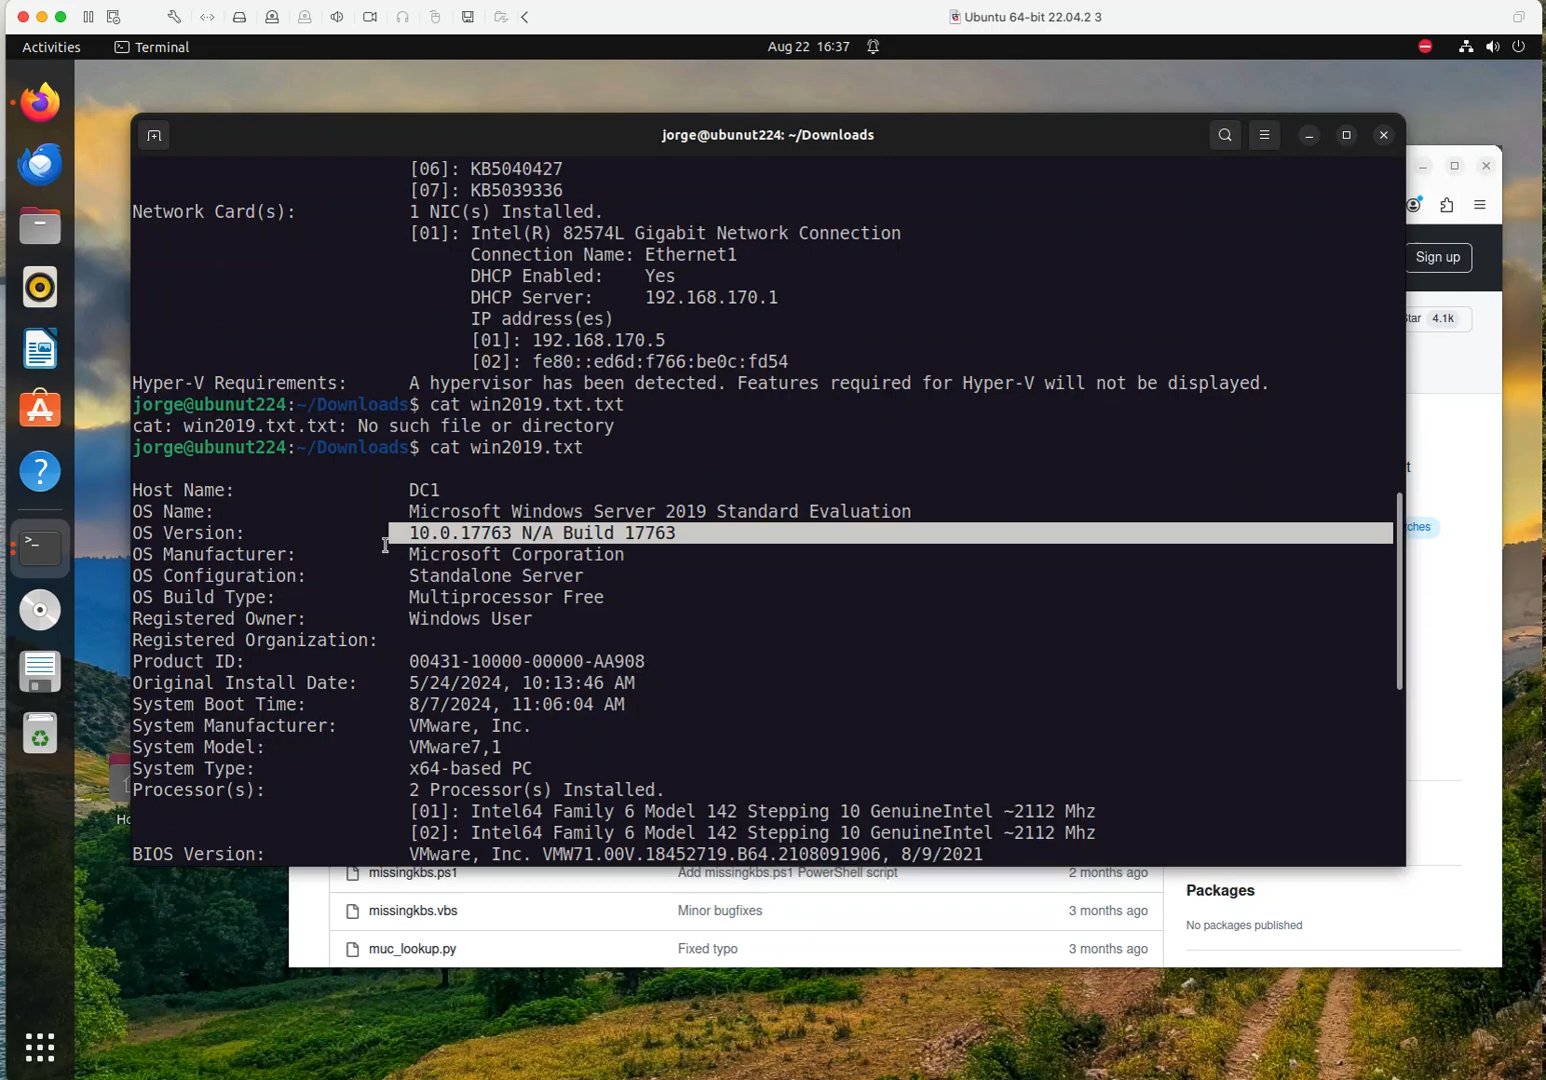 Ubuntu 64-bit 22.04.2 3
Activities
Terminal
Aug 22 16:37
jorge@ubunut224: ~/Downloads
[06]: KB5040427
[07]: KB5039336
Network Card(s): 1 NIC(s) Installed.
[01]: Intel(R) 82574L Gigabit Network Connection
Connection Name: Ethernet1
DHCP Enabled: Yes
DHCP Server: 192.168.170.1
IP address(es)
[01]: 192.168.170.5
[02]: fe80::ed6d:f766:be0c:fd54
Hyper-V Requirements: A hypervisor has been detected. Features required for Hyper-V will not be displayed.
jorge@ubunut224:~/Downloads$ cat win2019.txt.txt
cat: win2019.txt.txt: No such file or directory
jorge@ubunut224:~/Downloads$ cat win2019.txt
Host Name: DC1
OS Name: Microsoft Windows Server 2019 Standard Evaluation
OS Version: 10.0.17763 N/A Build 17763
OS Manufacturer: Microsoft Corporation
OS Configuration: Standalone Server
OS Build Type: Multiprocessor Free
Registered Owner: Windows User
Registered Organization:
Product ID: 00431-10000-00000-AA908
Original Install Date: 5/24/2024, 10:13:46 AM
System Boot Time: 8/7/2024, 11:06:04 AM
System Manufacturer: VMware, Inc.
System Model: VMware7,1
System Type: x64-based PC
Processor(s): 2 Processor(s) Installed.
[01]: Intel64 Family 6 Model 142 Stepping 10 GenuineIntel ~2112 Mhz
[02]: Intel64 Family 6 Model 142 Stepping 10 GenuineIntel ~2112 Mhz
BIOS Version: VMware, Inc. VMW71.00V.18452719.B64.2108091906, 8/9/2021
Sign up
4.1k
missingkbs.ps1 Add missingkbs.ps1 PowerShell script 2 months ago
missingkbs.vbs Minor bugfixes 3 months ago
muc_lookup.py Fixed typo 3 months ago
Packages
No packages published